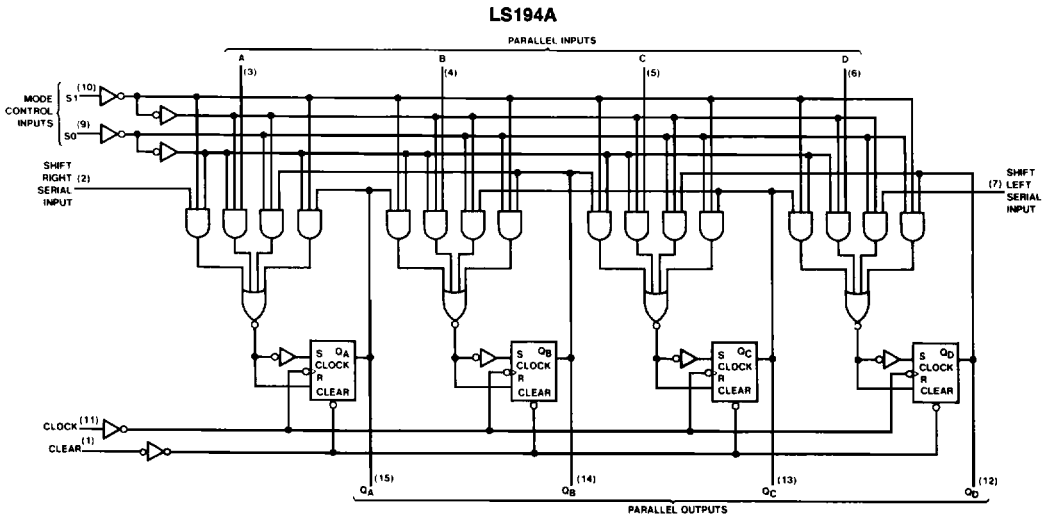 LS194A
PARALLEL INPUTS
A
(3)
B
(4)
C
(5)
D
(6)
MODE
CONTROL
INPUTS
S1
(10)
S0
(9)
SHIFT
RIGHT
SERIAL
INPUT
(2)
SHIFT
LEFT
SERIAL
INPUT
(7)
S QA
CLOCK
R
CLEAR
S QB
CLOCK
R
CLEAR
S QC
CLOCK
R
CLEAR
S QD
CLOCK
R
CLEAR
CLOCK (11)
CLEAR (1)
(15)
QA
(14)
QB
(13)
QC
(12)
QD
PARALLEL OUTPUTS